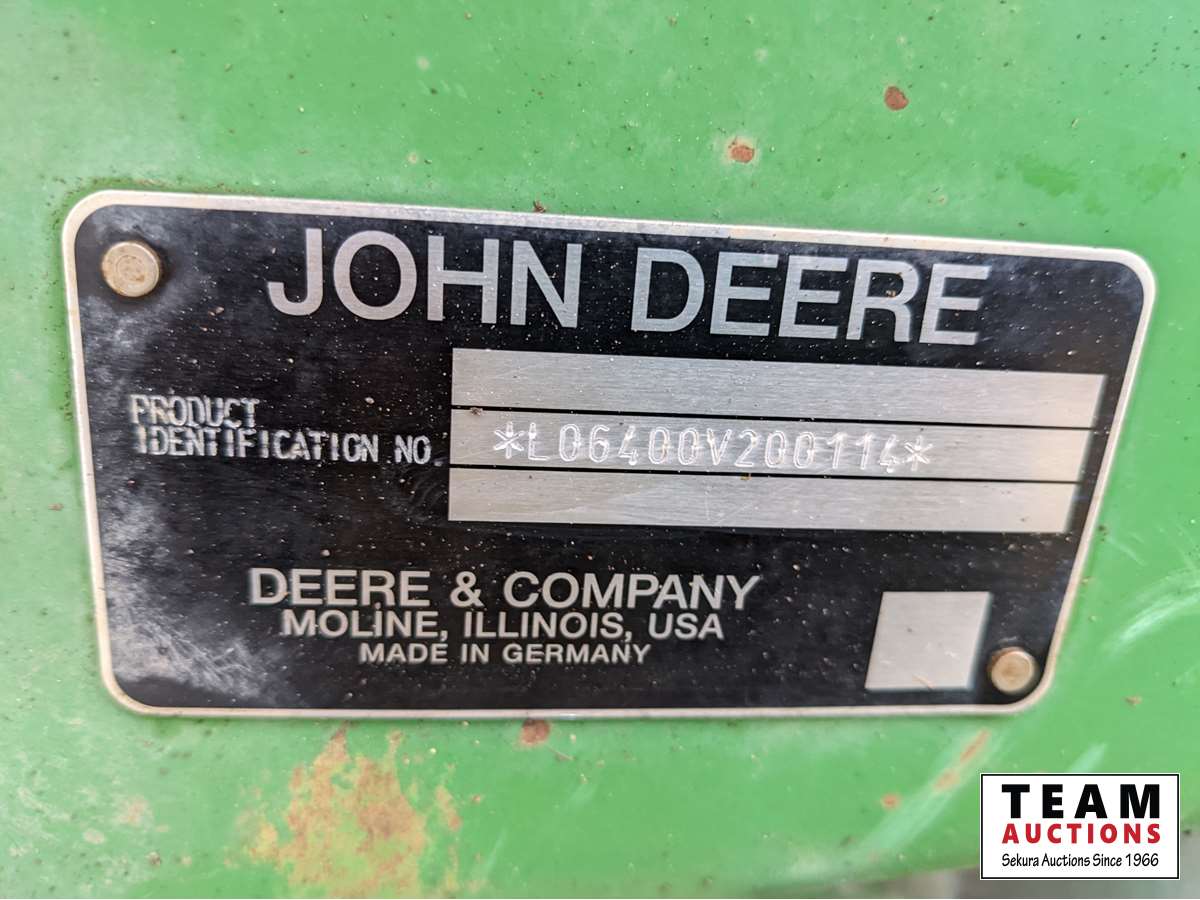 JOHN DEERE
PRODUCT
IDENTIFICATION NO.
*L06400V200114*
DEERE & COMPANY
MOLINE, ILLINOIS, USA
MADE IN GERMANY
TEAM
AUCTIONS
Sekura Auctions Since 1966